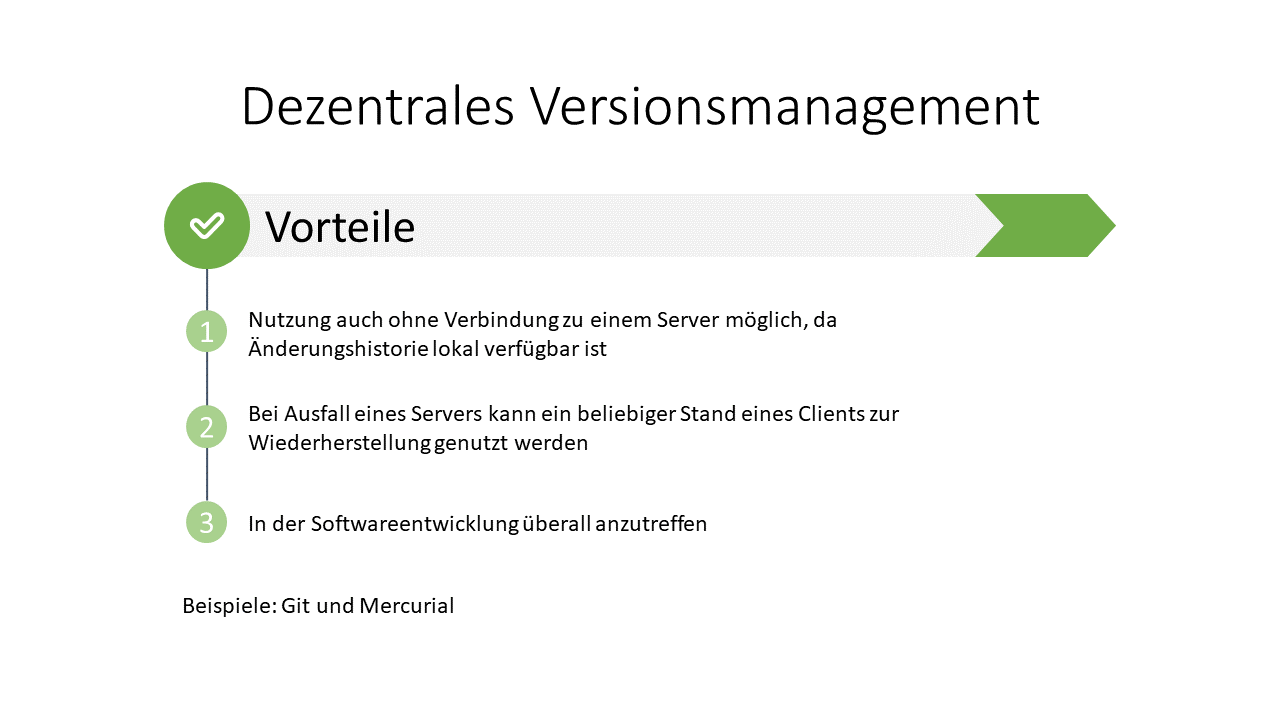 Dezentrales Versionsmanagement
Vorteile
1
Nutzung auch ohne Verbindung zu einem Server möglich, da
Änderungshistorie lokal verfügbar ist
2
Bei Ausfall eines Servers kann ein beliebiger Stand eines Clients zur
Wiederherstellung genutzt werden
3
In der Softwareentwicklung überall anzutreffen
Beispiele: Git und Mercurial